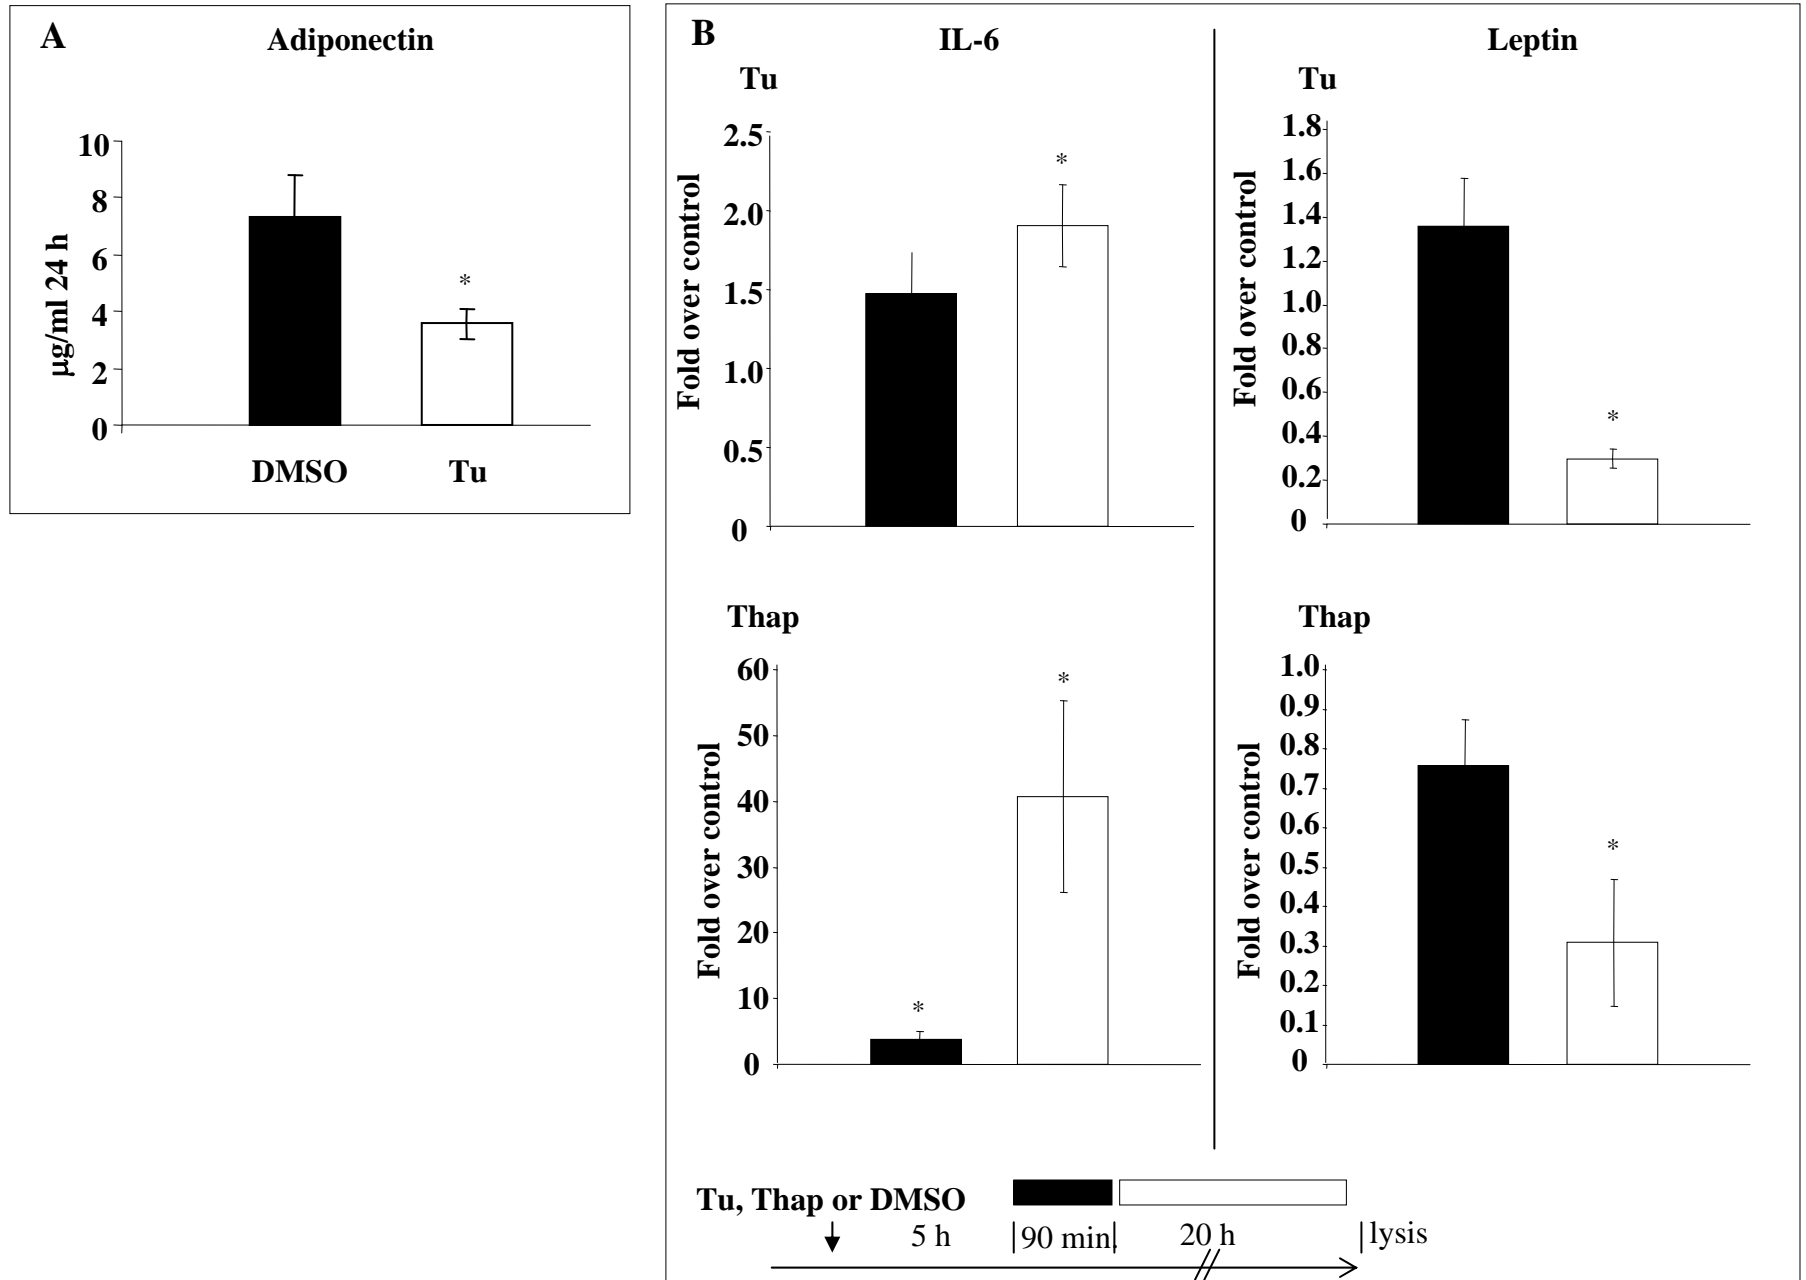 A
Adiponectin
10
8
6
4
2
0
µg/ml 24 h
*
DMSO Tu
B
IL-6
Leptin
Tu
2.5
2.0
1.5
1.0
0.5
0
Fold over control
*
Tu
1.8
1.6
1.4
1.2
1.0
0.8
0.6
0.4
0.2
0
Fold over control
*
Thap
60
50
40
30
20
10
0
Fold over control
*
*
Thap
1.0
0.9
0.8
0.7
0.6
0.5
0.4
0.3
0.2
0.1
0
Fold over control
*
Tu, Thap or DMSO
5 h |90 min.| 20 h |lysis